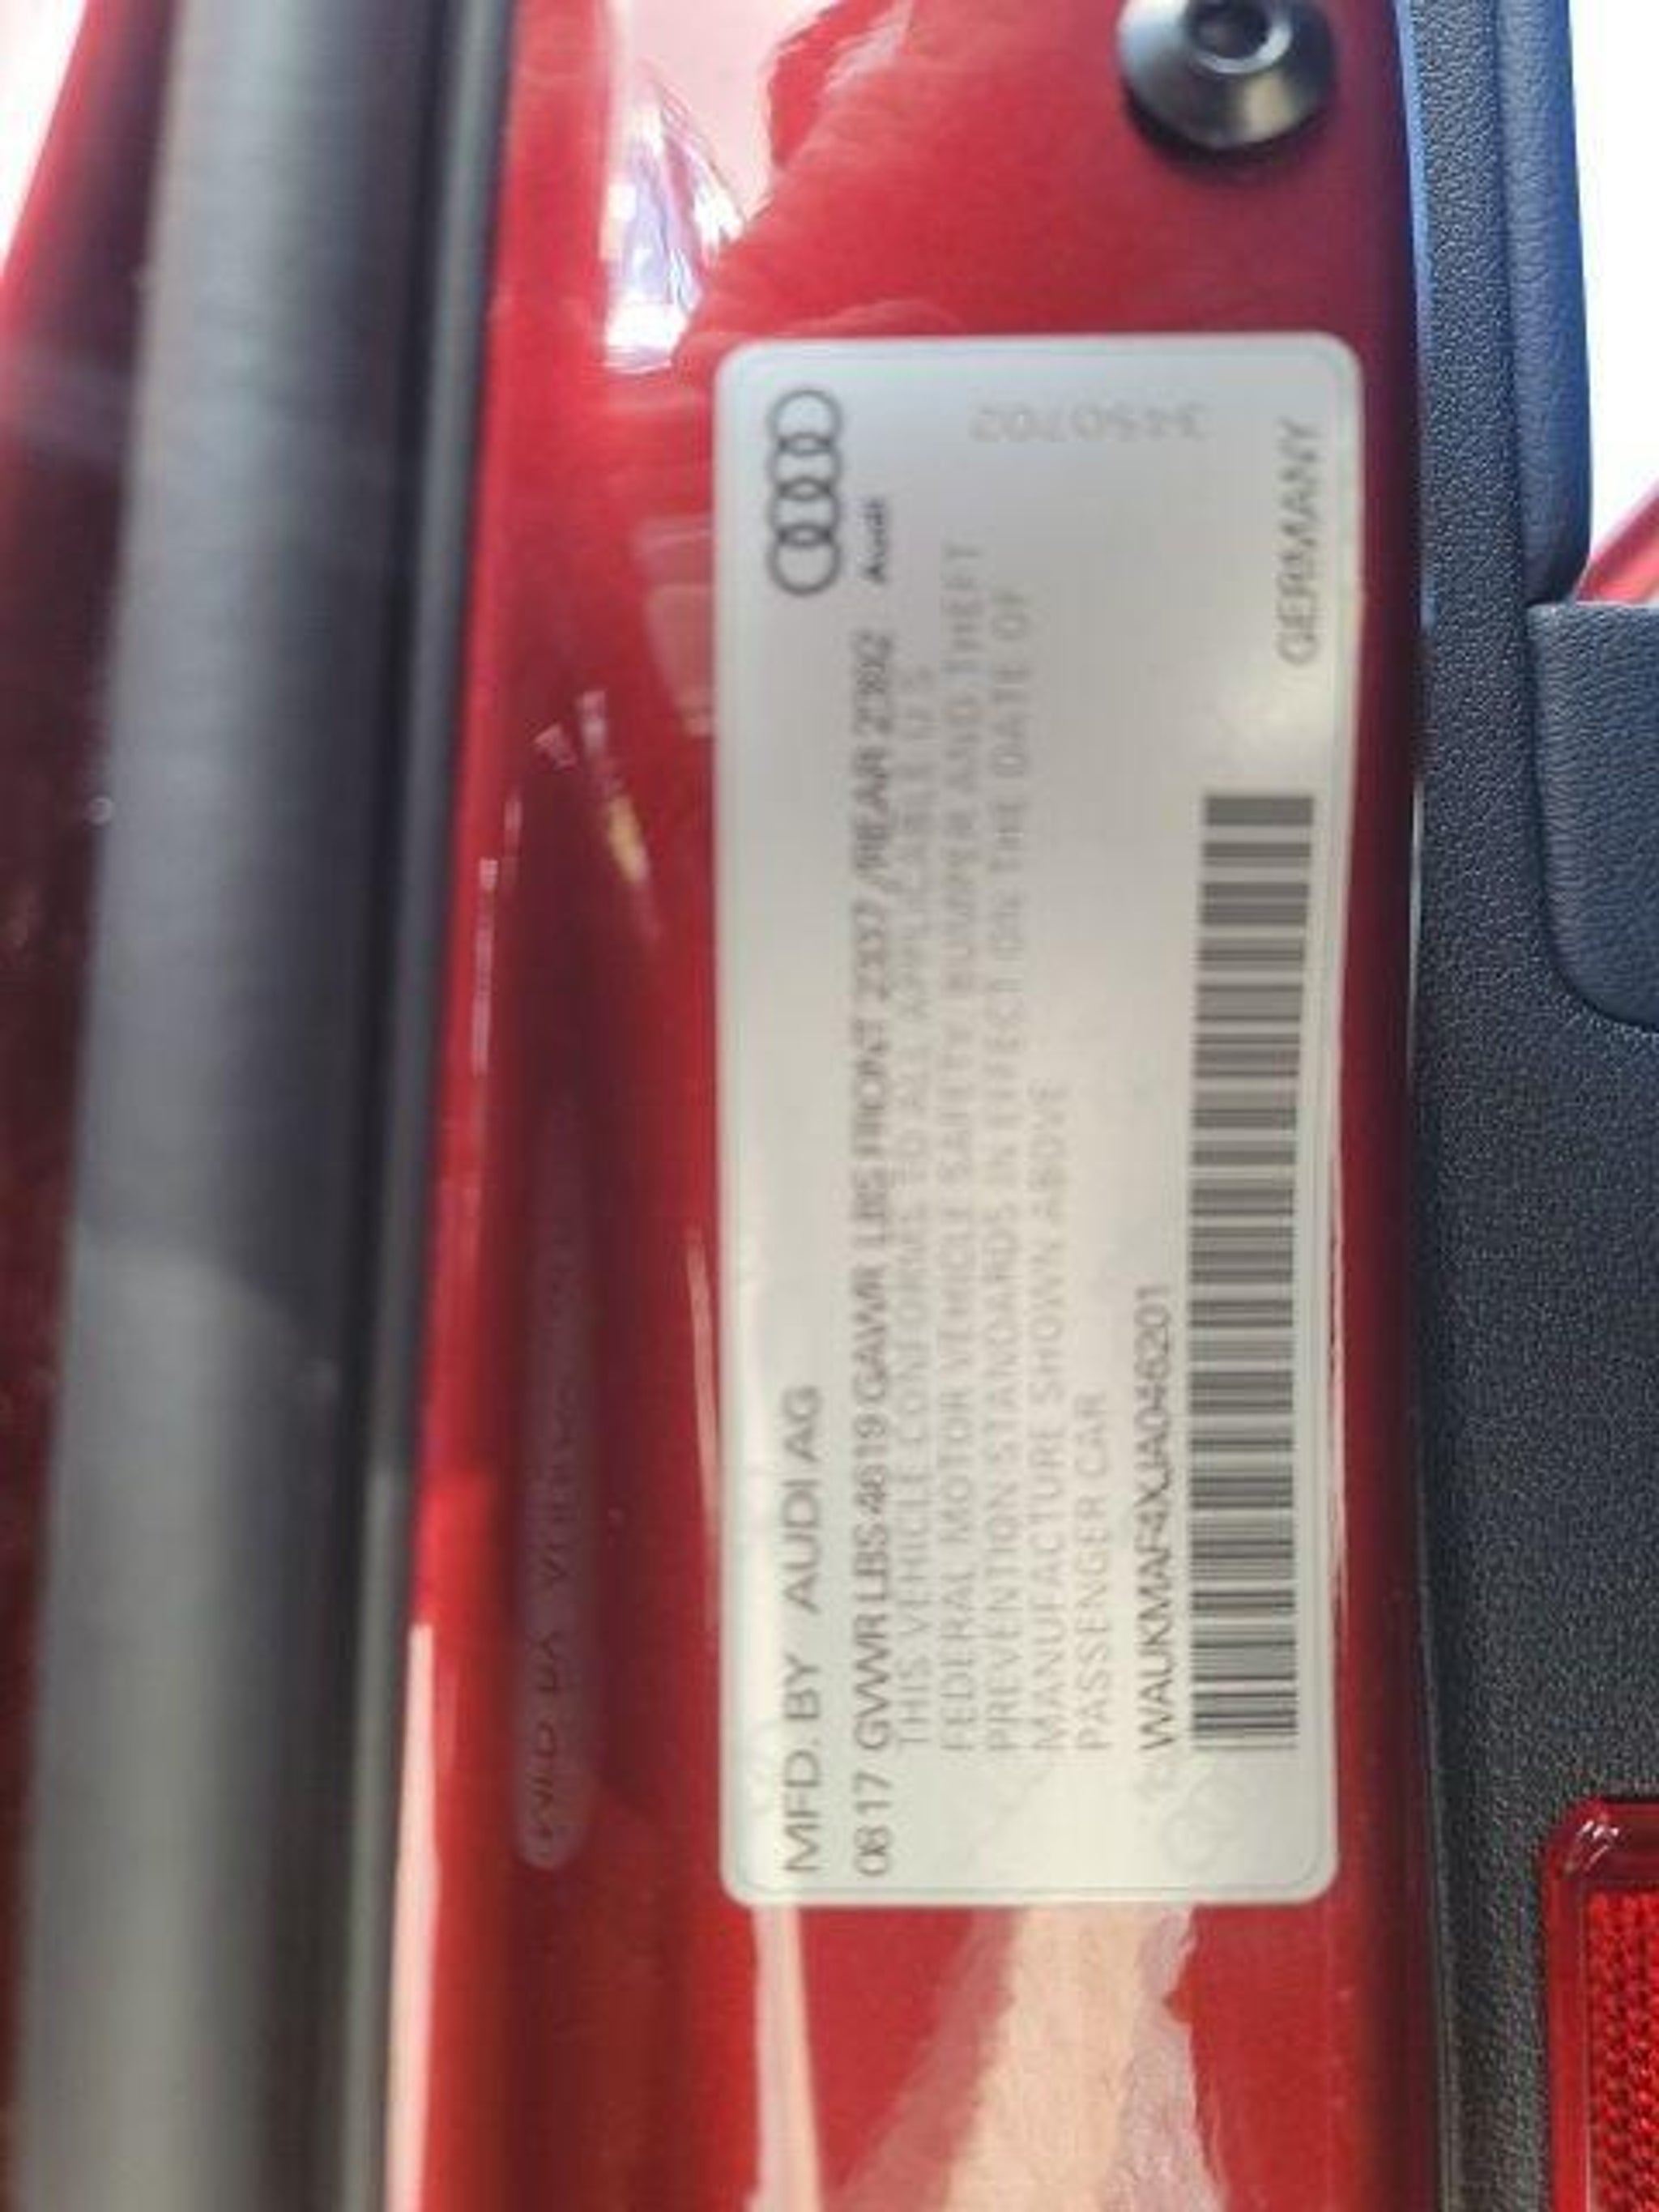 MFD. BY AUDI AG
08 17 GVWR LBS 4619 GAWR LBS FRONT 2337 /REAR 2392
Audi
THIS VEHICLE CONFORMS TO ALL APPLICABLE U S
FEDERAL MOTOR VEHICLE SAFETY, BUMPER AND THEFT
PREVENTION STANDARDS IN EFFECT ON THE DATE OF
MANUFACTURE SHOWN ABOVE
PASSENGER CAR
WAUKMAF4XJA046201
GERMANY